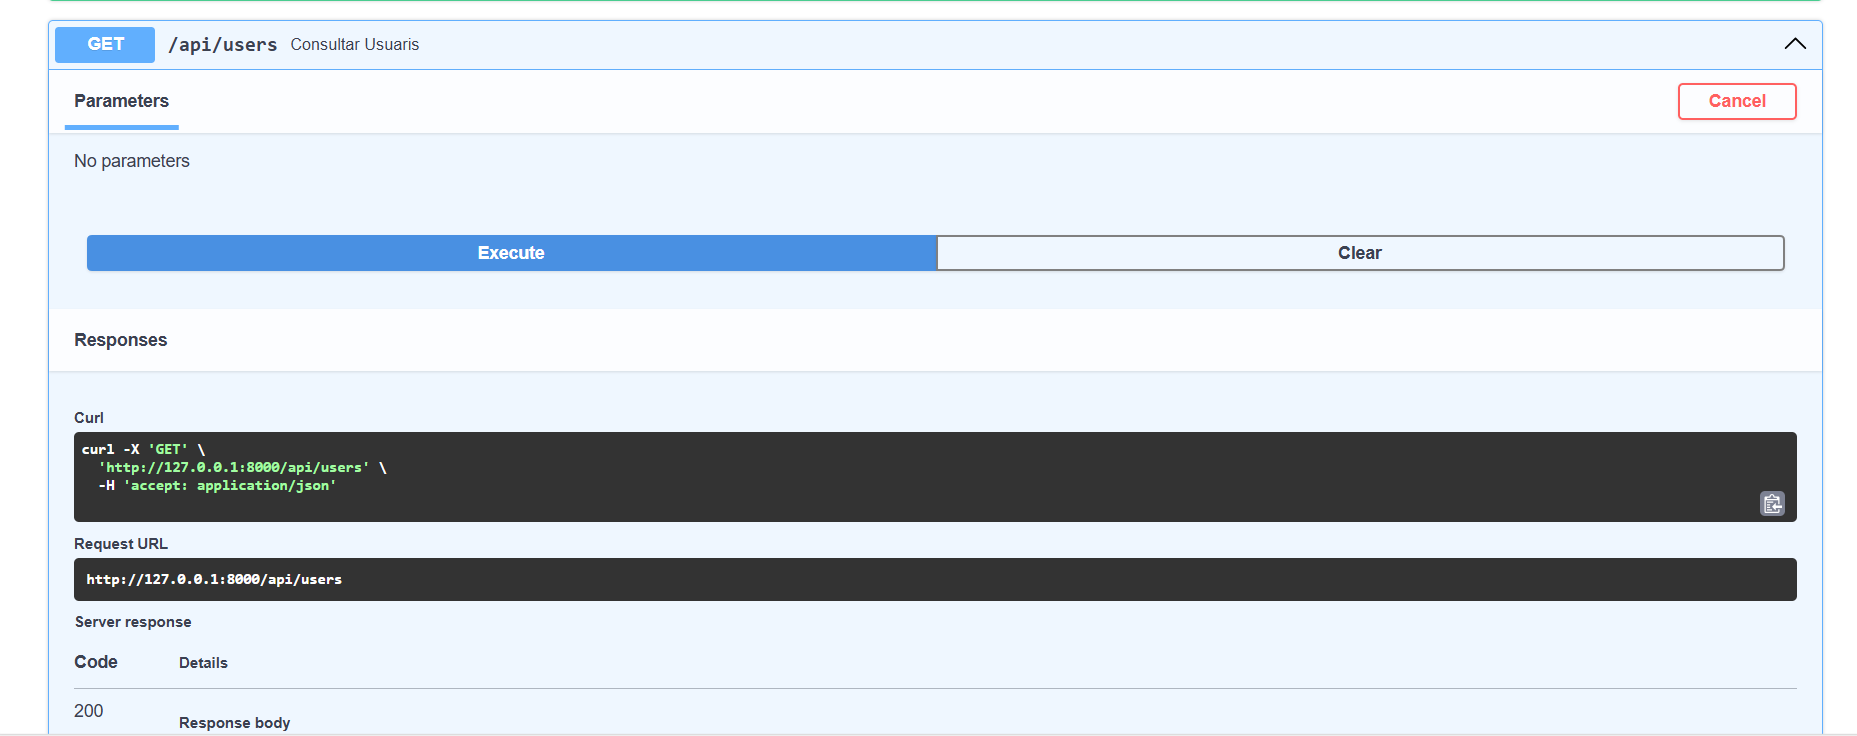 GET /api/users Consultar Usuaris
Parameters
Cancel
No parameters
Execute
Clear
Responses
Curl
curl -X 'GET' \
'http://127.0.0.1:8000/api/users' \
-H 'accept: application/json'
Request URL
http://127.0.0.1:8000/api/users
Server response
Code Details
200
Response body